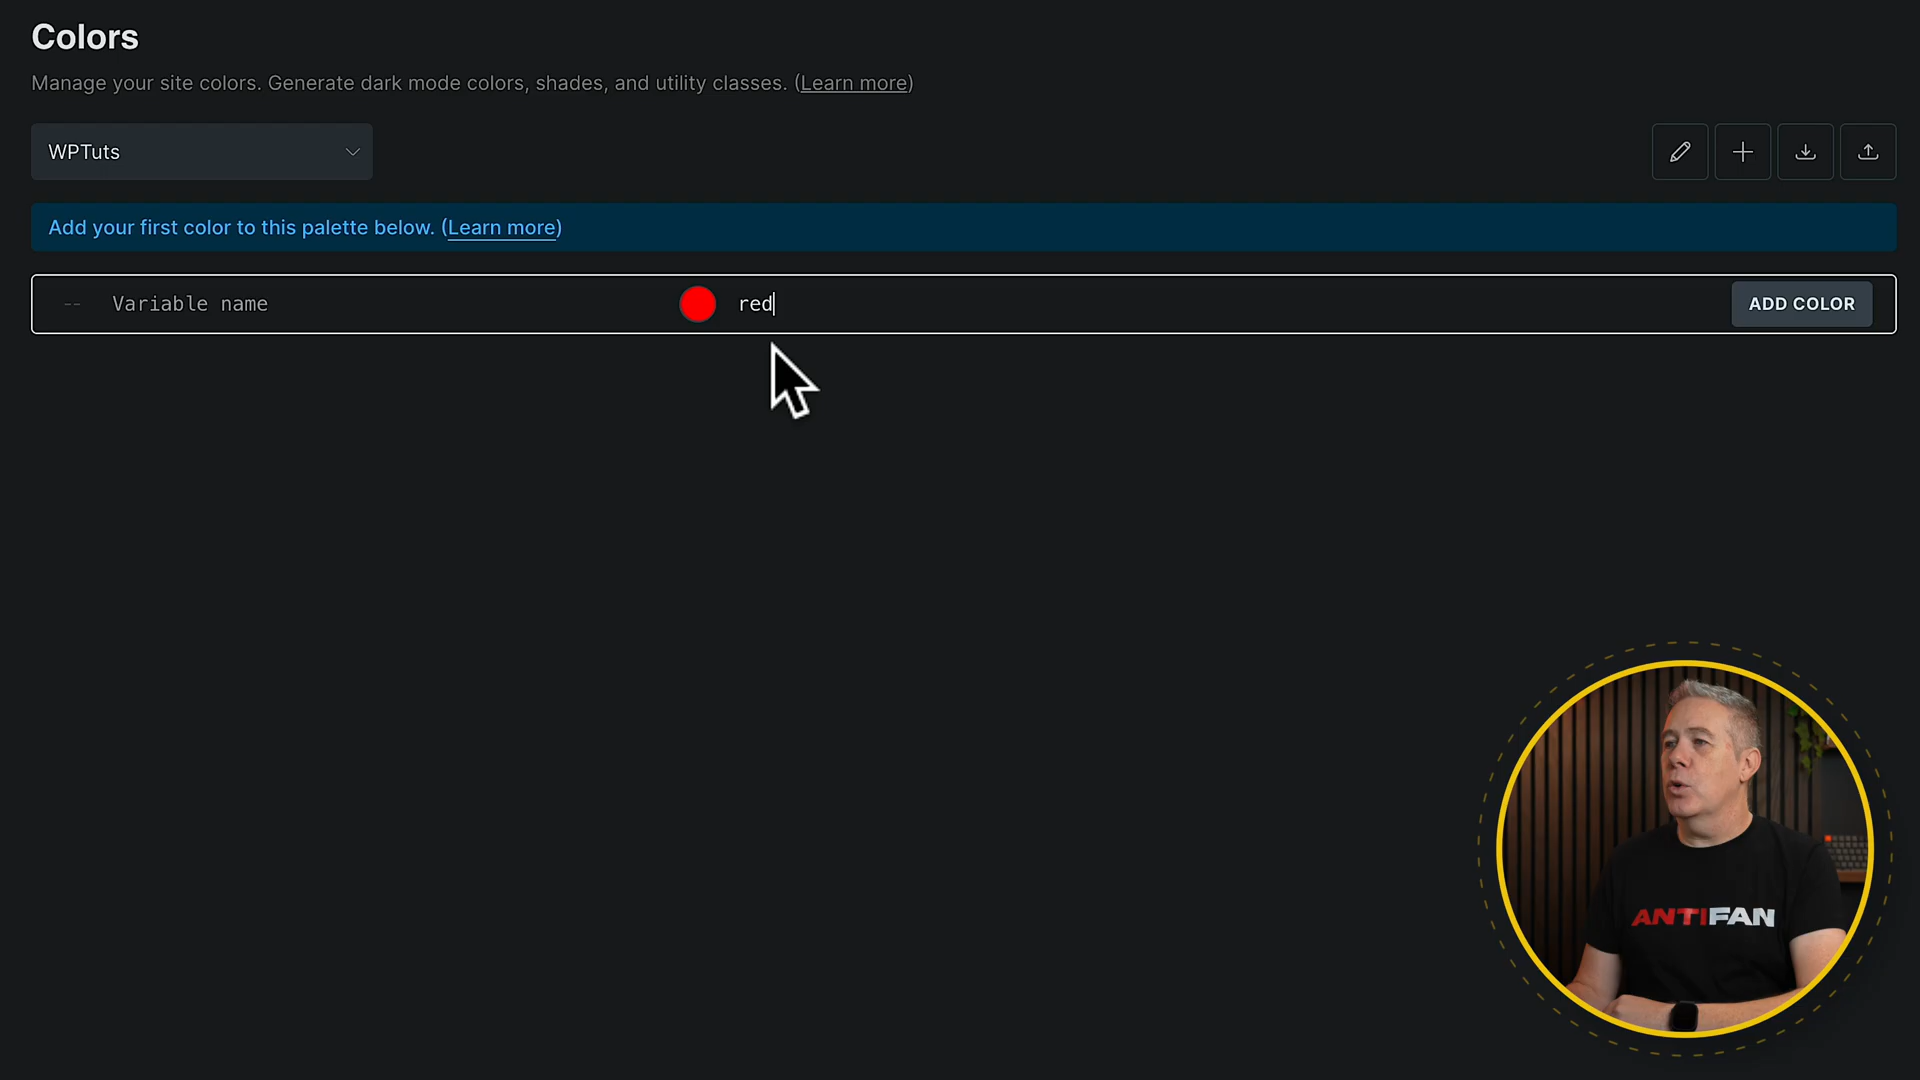 Colors
Manage your site colors. Generate dark mode colors, shades, and utility classes. (Learn more)
WPTuts
Add your first color to this palette below. (Learn more)
-- Variable name red ADD COLOR
ANTIFAN